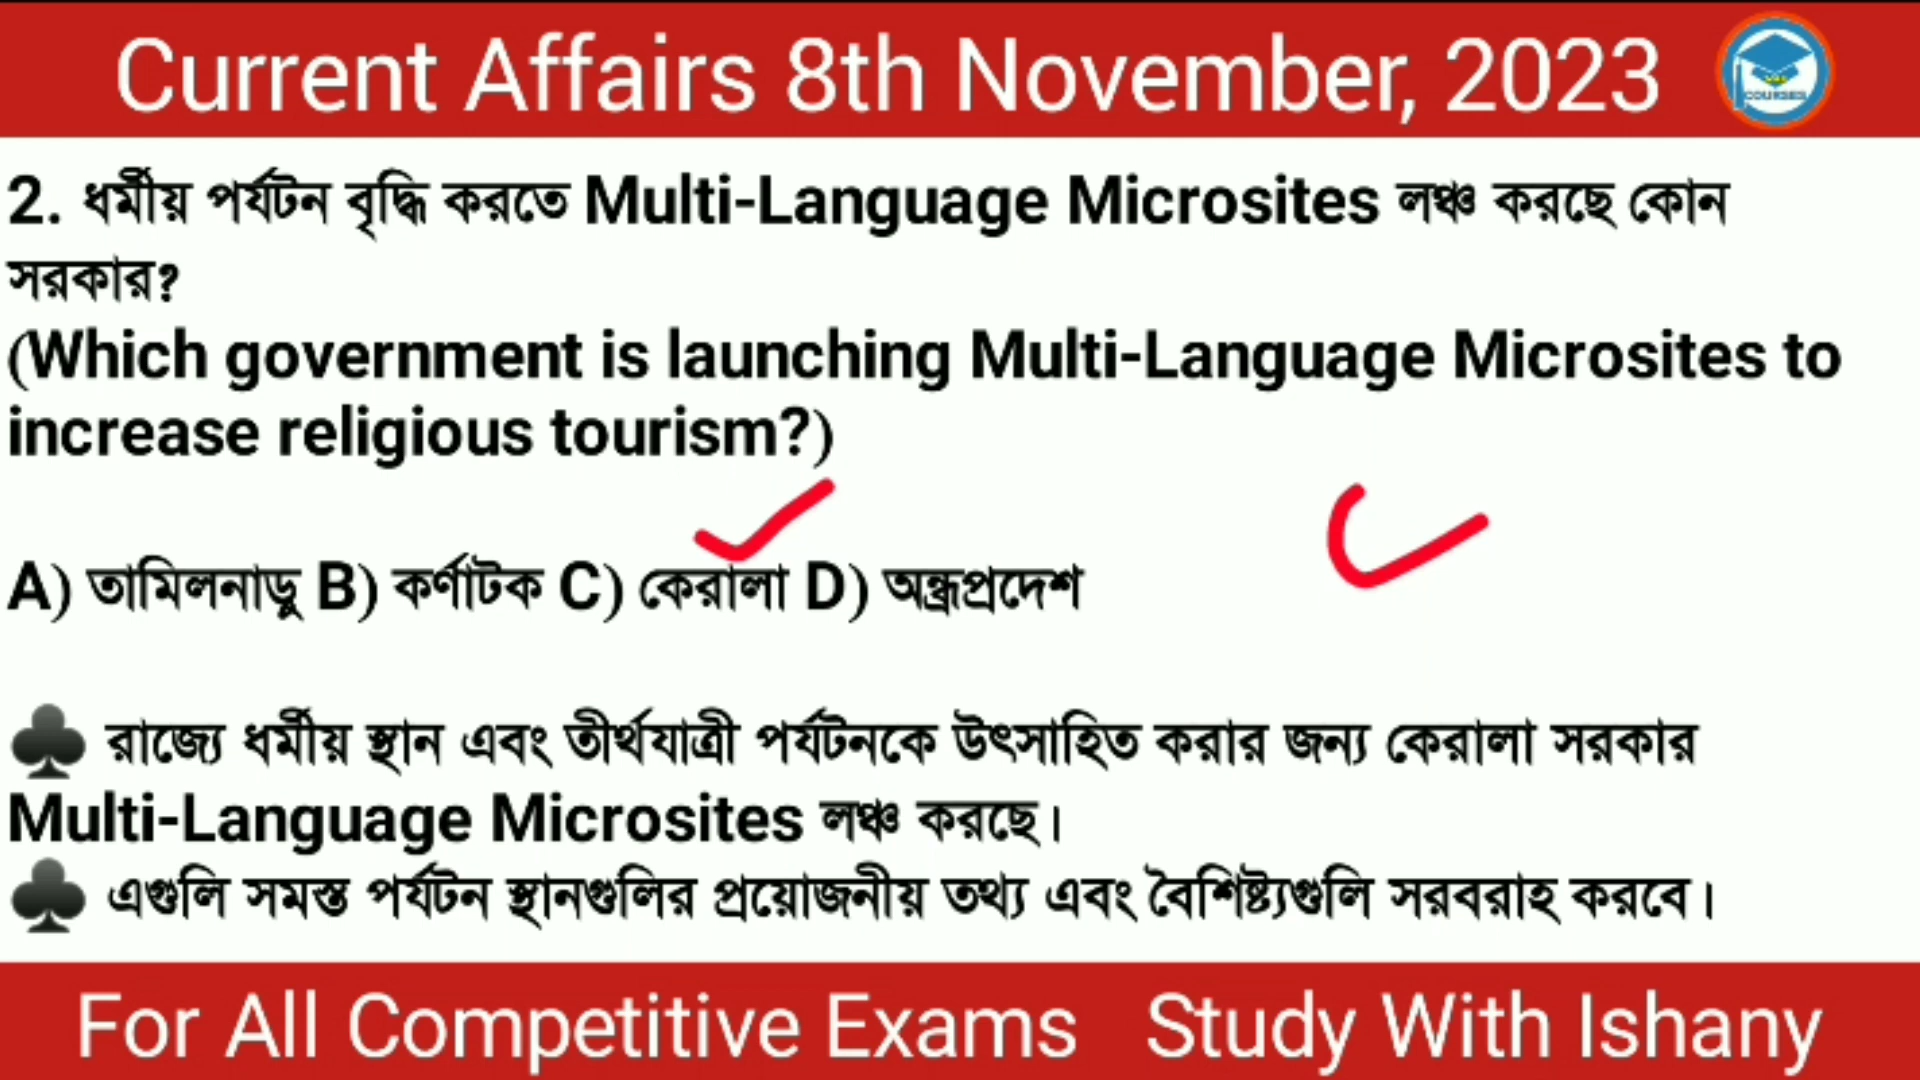 Current Affairs 8th November, 2023
COURSES
2. ধর্মীয় পর্যটন বৃদ্ধি করতে Multi-Language Microsites লঞ্চ করছে কোন
সরকার?
(Which government is launching Multi-Language Microsites to
increase religious tourism?)
A) তামিলনাড়ু B) কর্ণাটক C) কেরালা D) অন্ধ্রপ্রদেশ
♣ রাজ্যে ধর্মীয় স্থান এবং তীর্থযাত্রী পর্যটনকে উৎসাহিত করার জন্য কেরালা সরকার
Multi-Language Microsites লঞ্চ করছে।
♣ এগুলি সমস্ত পর্যটন স্থানগুলির প্রয়োজনীয় তথ্য এবং বৈশিষ্ট্যগুলি সরবরাহ করবে।
For All Competitive Exams Study With Ishany